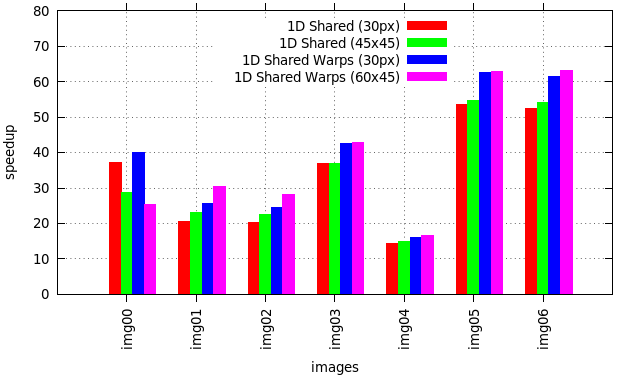 80
70
60
50
40
30
20
10
0
speedup
1D Shared (30px)
1D Shared (45x45)
1D Shared Warps (30px)
1D Shared Warps (60x45)
img00
img01
img02
img03
img04
img05
img06
images